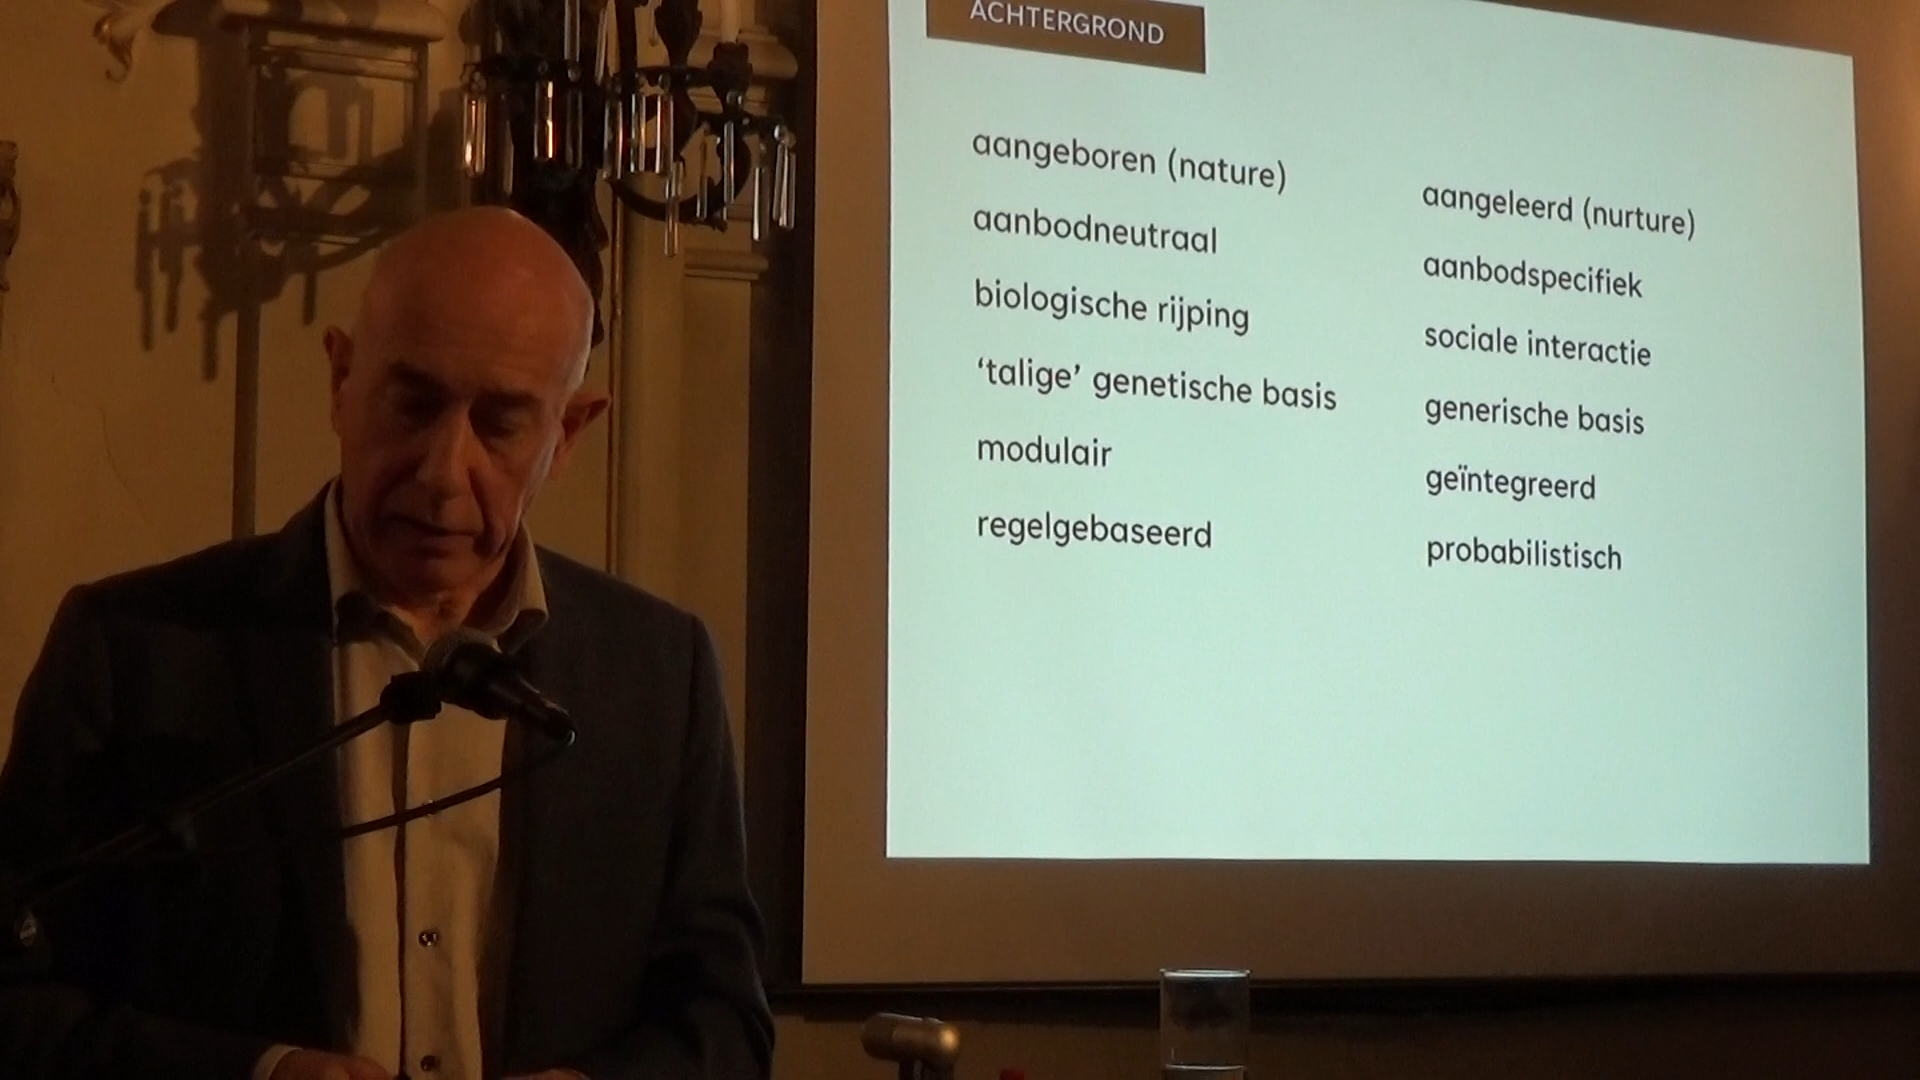 ACHTERGROND
aangeboren (nature)
aanbodneutraal
biologische rijping
‘talige’ genetische basis
modulair
regelgebaseerd
aangeleerd (nurture)
aanbodspecifiek
sociale interactie
generische basis
geïntegreerd
probabilistisch